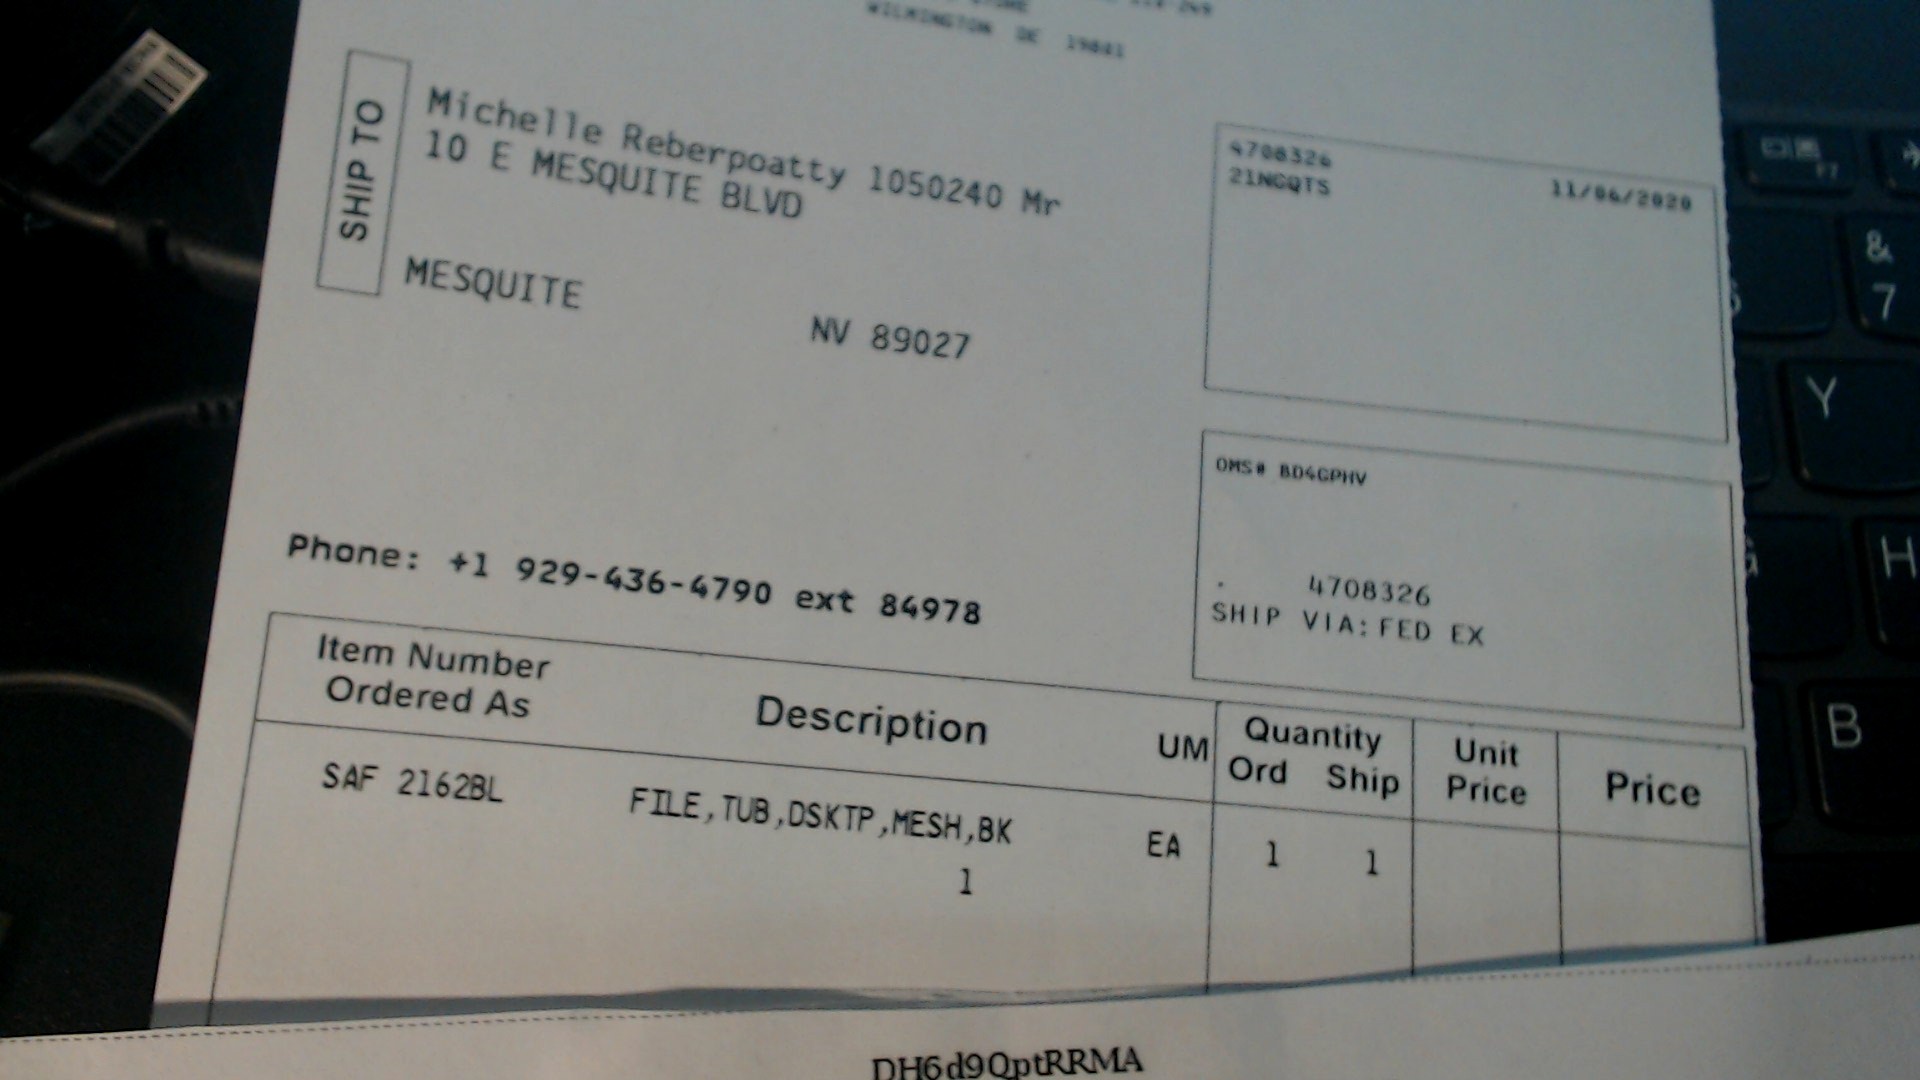 WILMINGTON DE 19801
SHIP TO
Michelle Reberpoatty 1050240 Mr
10 E MESQUITE BLVD
MESQUITE
NV 89027
4708326
21NGQTS
11/06/2020
OMS# BD4GPHV
. 4708326
SHIP VIA: FED EX
Phone: +1 929-436-4790 ext 84978
Item Number
Ordered As
Description
UM
Quantity
Ord Ship
Unit
Price
Price
SAF 2162BL FILE,TUB,DSKTP,MESH,BK EA 1 1
1
DH6d9QptRRMA
& 7
Y
H
B
F7